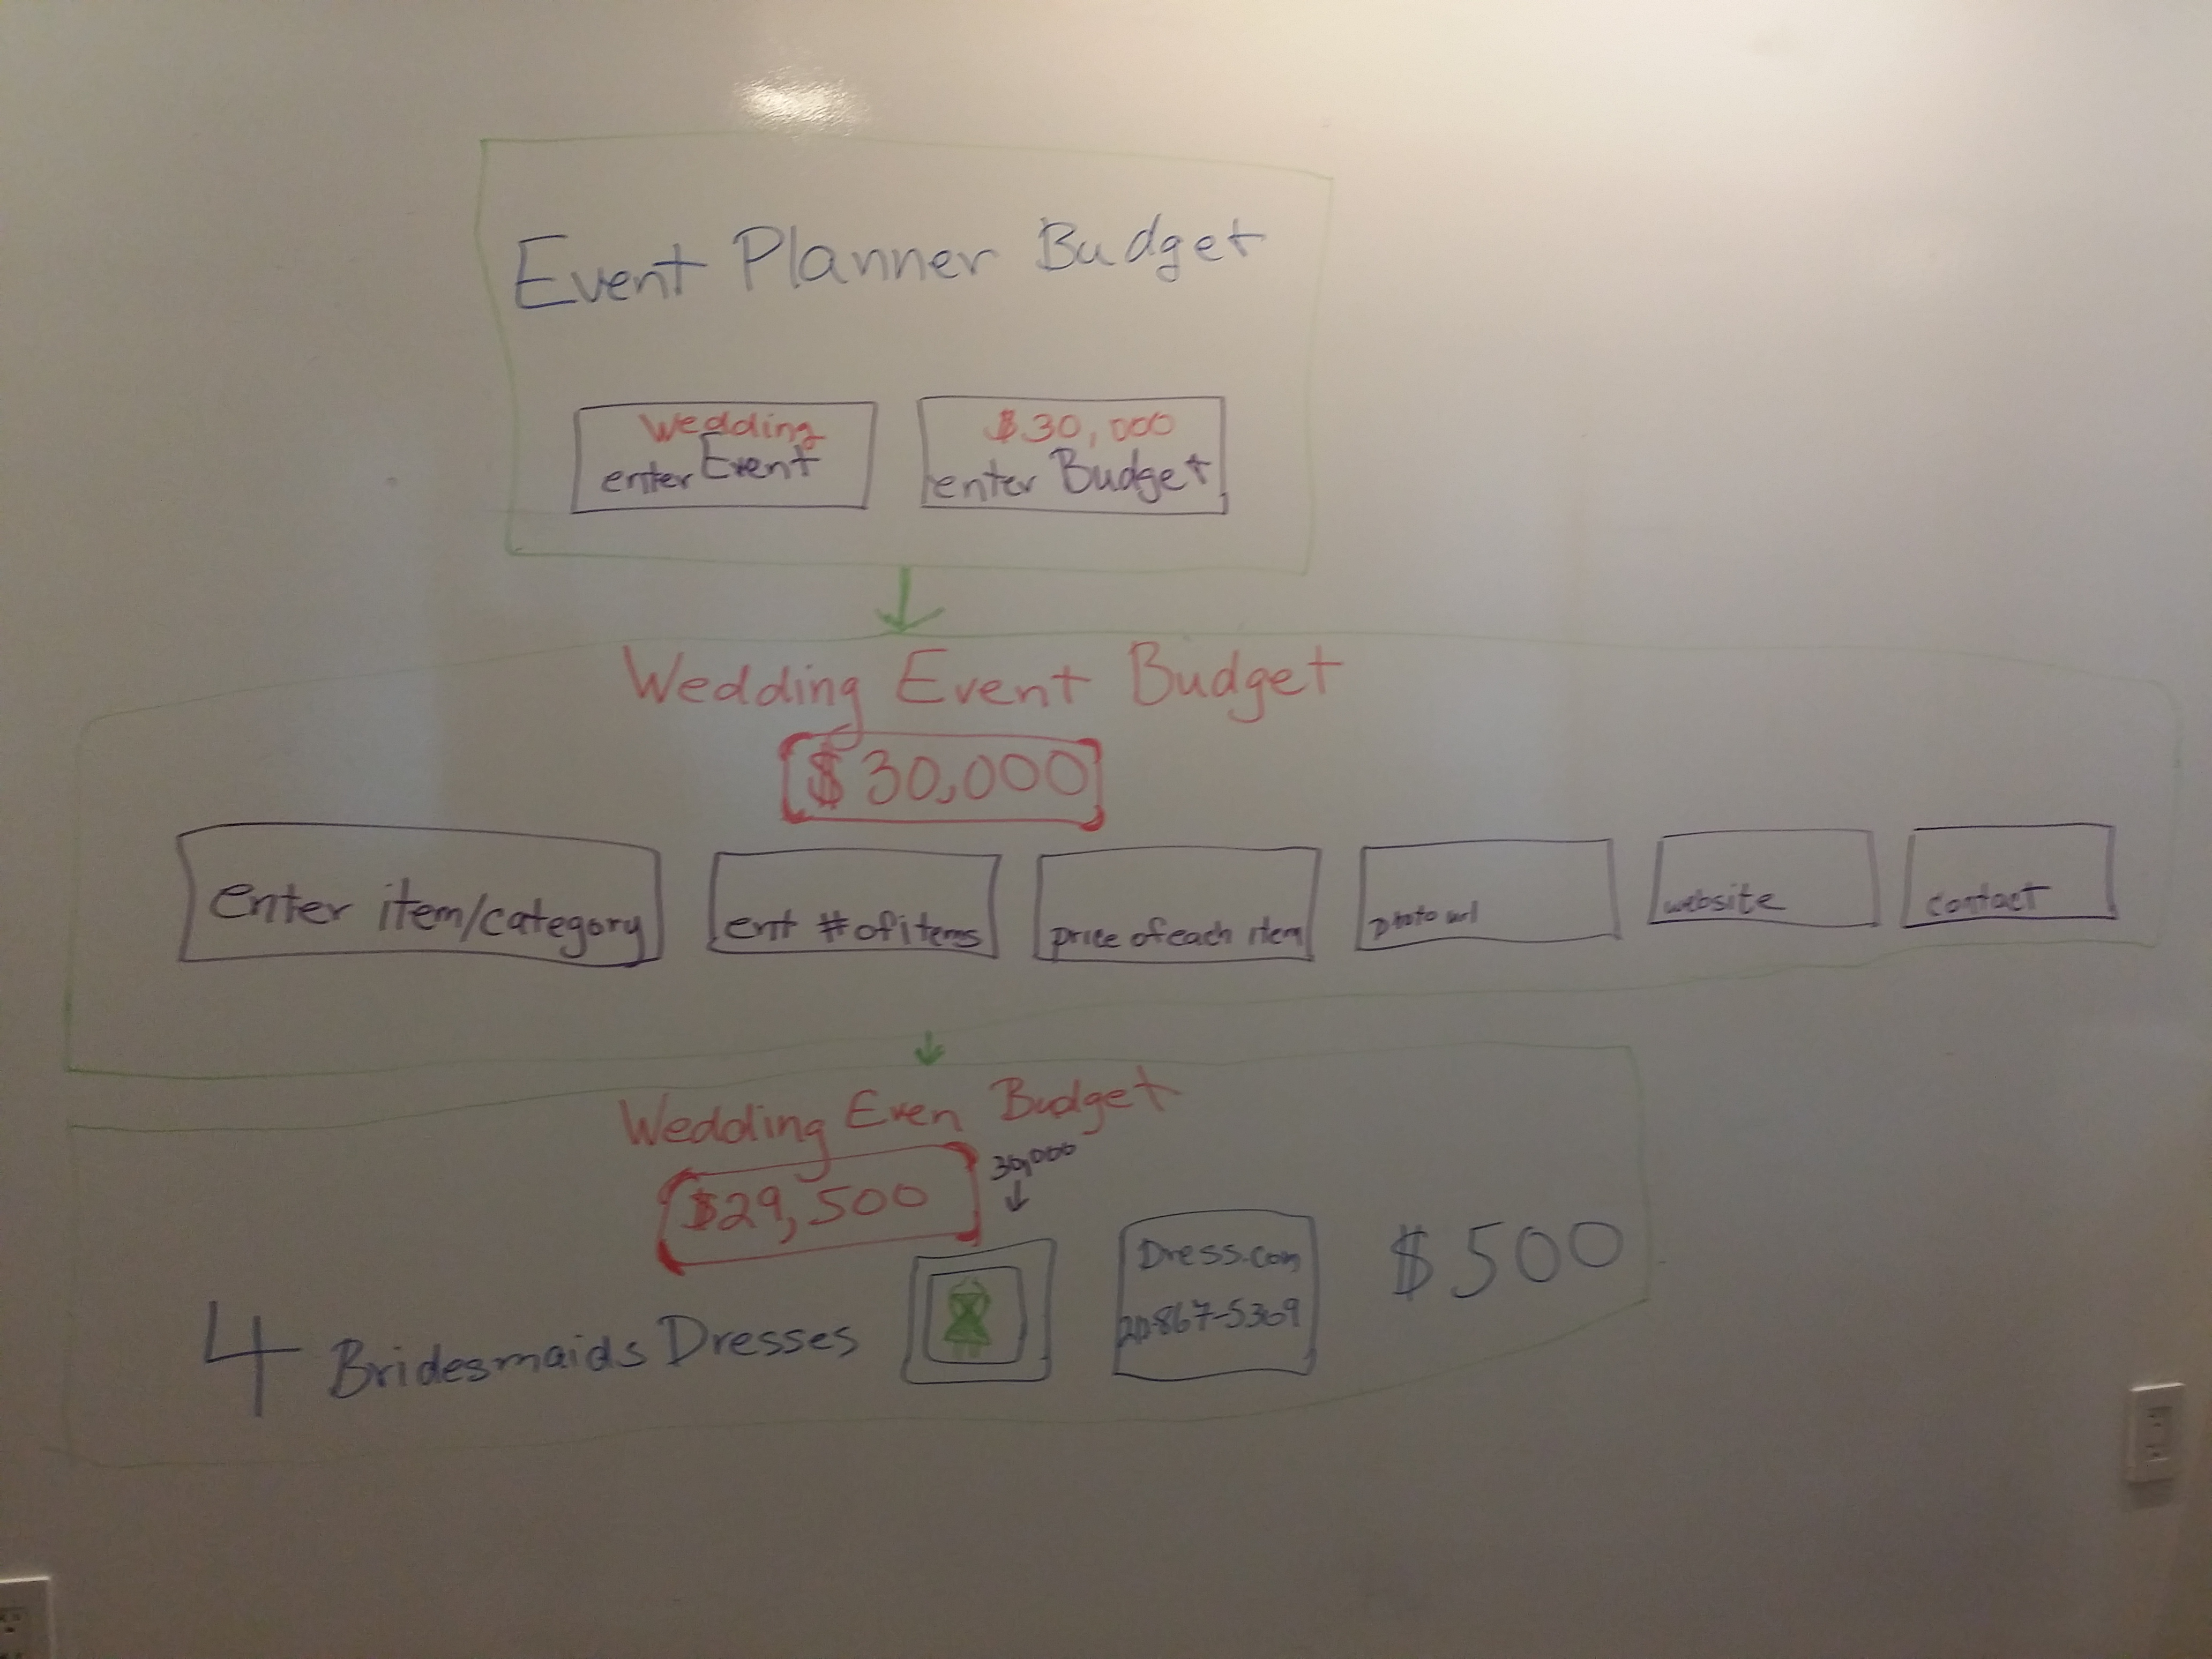 Event Planner Budget
Wedding
enter Event
$30,000
enter Budget
Wedding Event Budget
$30,000
enter item/category
ent # of items
price of each item
photo url
website
contact
Wedding Even Budget
$29,500
30,000
4 Bridesmaids Dresses
Dress.com
867-5309
$500